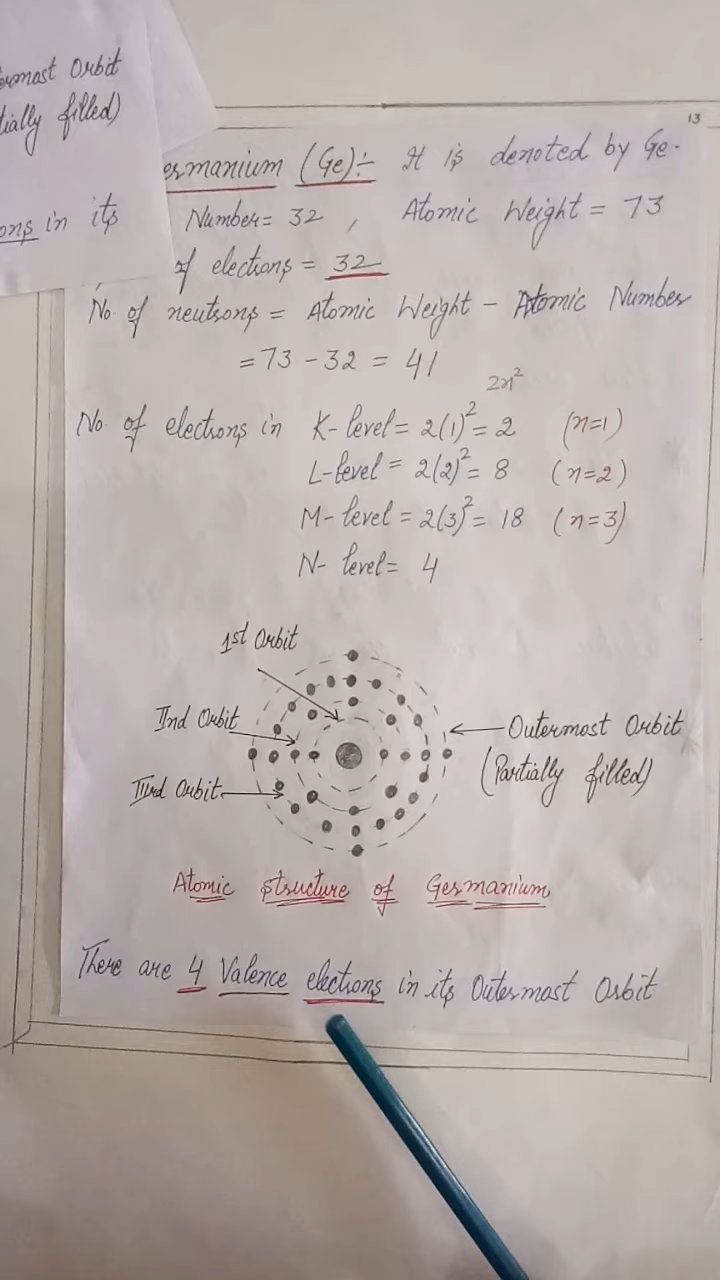 ermost Orbit
tially filled)
ons in its
13
ermanium (Ge):- It is denoted by Ge.
Number = 32 , Atomic Weight = 73
of electrons = 32
No. of neutrons = Atomic Weight - Atomic Number
= 73 - 32 = 41
2n²
No. of electrons in K-level = 2(1)² = 2 (n=1)
L-level = 2(2)² = 8 (n=2)
M-level = 2(3)² = 18 (n=3)
N- level = 4
1st Orbit
IInd Orbit
Outermost Orbit
(Partially filled)
IIIrd Orbit
Atomic structure of Germanium
There are 4 Valence electrons in its Outermost Orbit